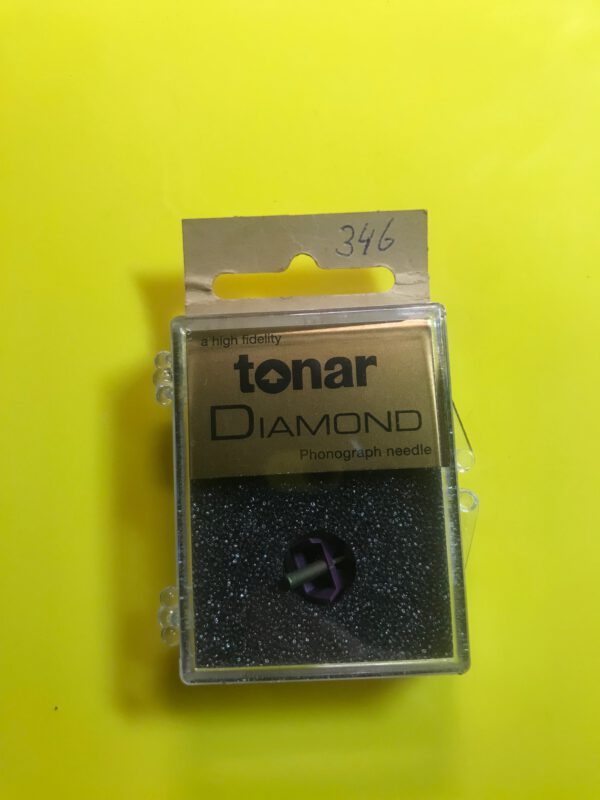 346
a high fidelity
tonar
DIAMOND
Phonograph needle